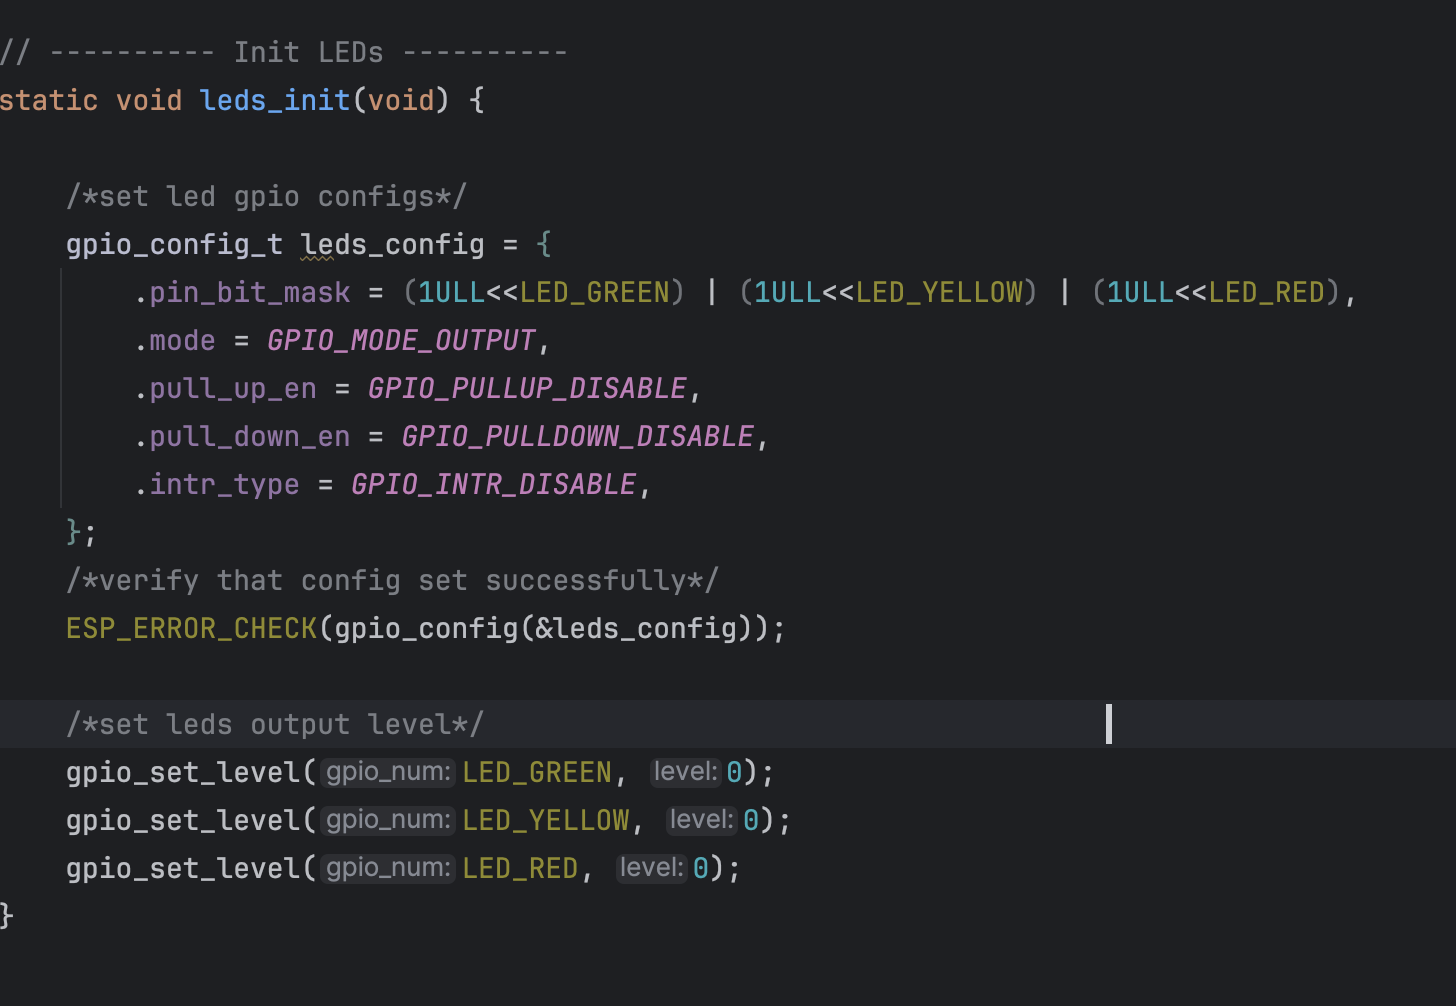 // ---------- Init LEDs ----------
static void leds_init(void) {
/*set led gpio configs*/
gpio_config_t leds_config = {
.pin_bit_mask = (1ULL<<LED_GREEN) | (1ULL<<LED_YELLOW) | (1ULL<<LED_RED),
.mode = GPIO_MODE_OUTPUT,
.pull_up_en = GPIO_PULLUP_DISABLE,
.pull_down_en = GPIO_PULLDOWN_DISABLE,
.intr_type = GPIO_INTR_DISABLE,
};
/*verify that config set successfully*/
ESP_ERROR_CHECK(gpio_config(&leds_config));
/*set leds output level*/
gpio_set_level( gpio_num: LED_GREEN, level: 0);
gpio_set_level( gpio_num: LED_YELLOW, level: 0);
gpio_set_level( gpio_num: LED_RED, level: 0);
}